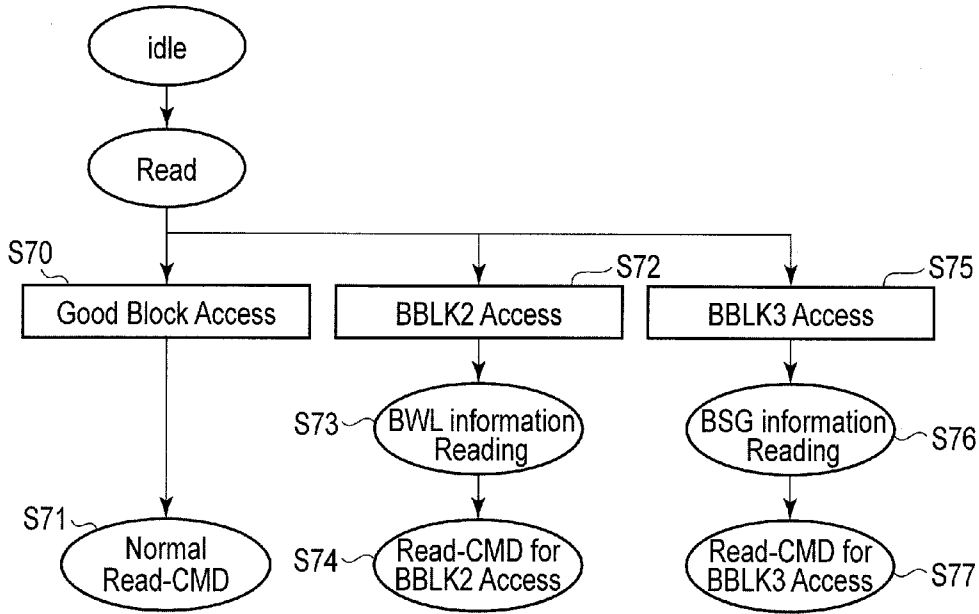 idle
Read
S70
Good Block Access
S72
BBLK2 Access
S75
BBLK3 Access
S73
BWL information
Reading
BSG information
Reading
S76
S71
Normal
Read-CMD
S74
Read-CMD for
BBLK2 Access
Read-CMD for
BBLK3 Access
S77